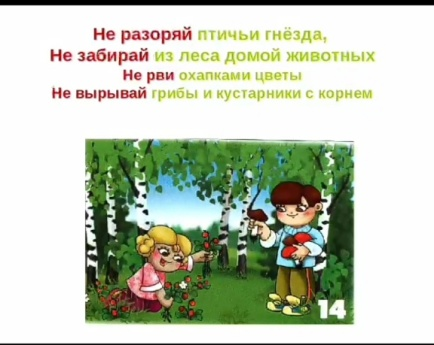 Не разоряй птичьи гнёзда,
Не забирай из леса домой животных
Не рви охапками цветы
Не вырывай грибы и кустарники с корнем
14